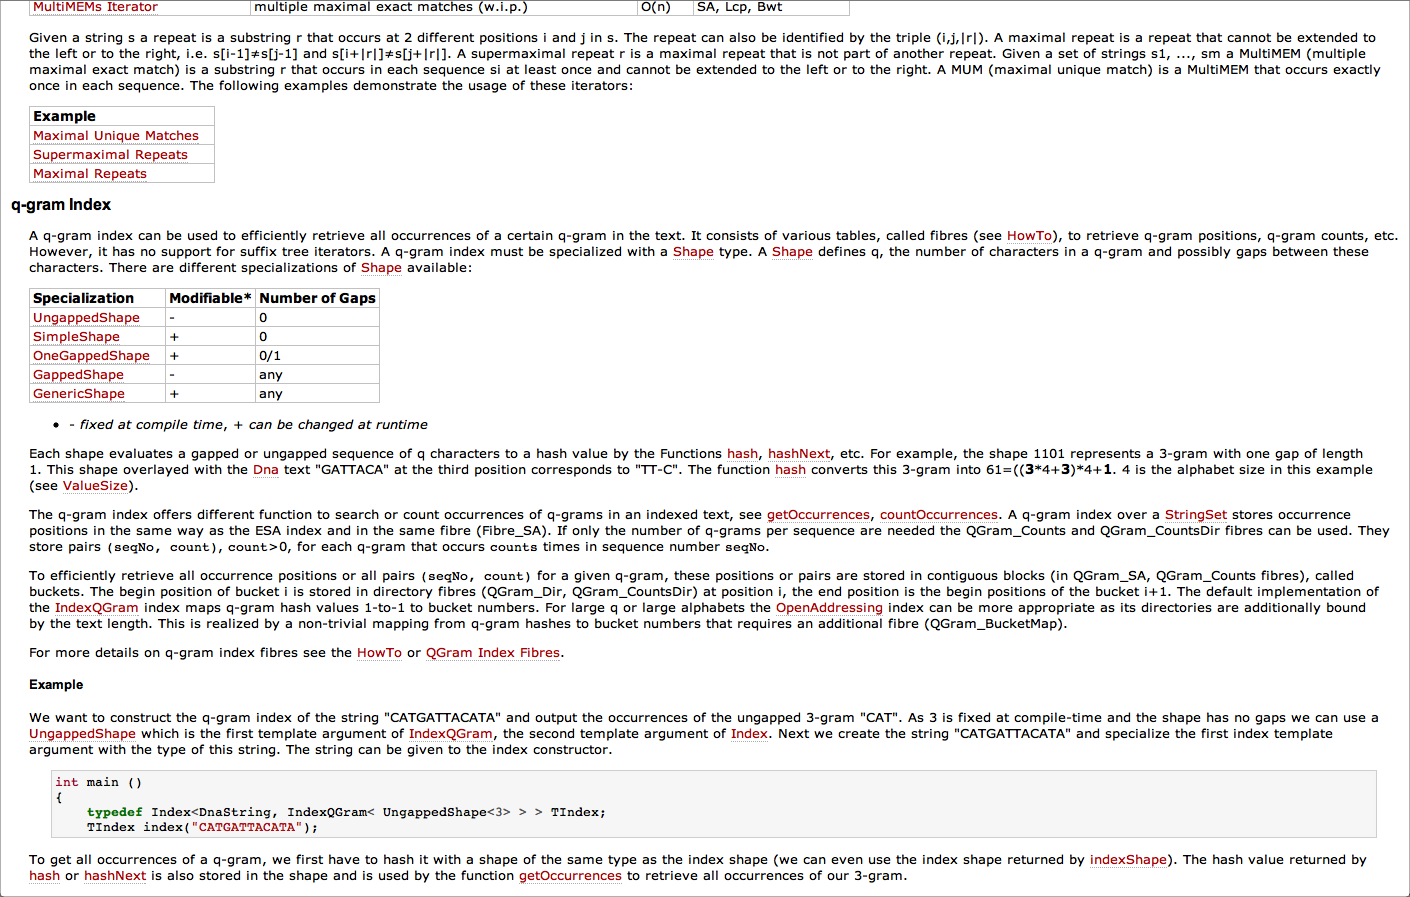 MultiMEMs Iterator multiple maximal exact matches (w.i.p.) O(n) SA, Lcp, Bwt
Given a string s a repeat is a substring r that occurs at 2 different positions i and j in s. The repeat can also be identified by the triple (i,j,|r|). A maximal repeat is a repeat that cannot be extended to
the left or to the right, i.e. s[i-1]≠s[j-1] and s[i+|r|]≠s[j+|r|]. A supermaximal repeat r is a maximal repeat that is not part of another repeat. Given a set of strings s1, ..., sm a MultiMEM (multiple
maximal exact match) is a substring r that occurs in each sequence si at least once and cannot be extended to the left or to the right. A MUM (maximal unique match) is a MultiMEM that occurs exactly
once in each sequence. The following examples demonstrate the usage of these iterators:
Example
Maximal Unique Matches
Supermaximal Repeats
Maximal Repeats
q-gram Index
A q-gram index can be used to efficiently retrieve all occurrences of a certain q-gram in the text. It consists of various tables, called fibres (see HowTo), to retrieve q-gram positions, q-gram counts, etc.
However, it has no support for suffix tree iterators. A q-gram index must be specialized with a Shape type. A Shape defines q, the number of characters in a q-gram and possibly gaps between these
characters. There are different specializations of Shape available:
Specialization Modifiable* Number of Gaps
UngappedShape - 0
SimpleShape + 0
OneGappedShape + 0/1
GappedShape - any
GenericShape + any
• - fixed at compile time, + can be changed at runtime
Each shape evaluates a gapped or ungapped sequence of q characters to a hash value by the Functions hash, hashNext, etc. For example, the shape 1101 represents a 3-gram with one gap of length
1. This shape overlayed with the Dna text "GATTACA" at the third position corresponds to "TT-C". The function hash converts this 3-gram into 61=((3*4+3)*4+1. 4 is the alphabet size in this example
(see ValueSize).
The q-gram index offers different function to search or count occurrences of q-grams in an indexed text, see getOccurrences, countOccurrences. A q-gram index over a StringSet stores occurrence
positions in the same way as the ESA index and in the same fibre (Fibre_SA). If only the number of q-grams per sequence are needed the QGram_Counts and QGram_CountsDir fibres can be used. They
store pairs (seqNo, count), count>0, for each q-gram that occurs counts times in sequence number seqNo.
To efficiently retrieve all occurrence positions or all pairs (seqNo, count) for a given q-gram, these positions or pairs are stored in contiguous blocks (in QGram_SA, QGram_Counts fibres), called
buckets. The begin position of bucket i is stored in directory fibres (QGram_Dir, QGram_CountsDir) at position i, the end position is the begin positions of the bucket i+1. The default implementation of
the IndexQGram index maps q-gram hash values 1-to-1 to bucket numbers. For large q or large alphabets the OpenAddressing index can be more appropriate as its directories are additionally bound
by the text length. This is realized by a non-trivial mapping from q-gram hashes to bucket numbers that requires an additional fibre (QGram_BucketMap).
For more details on q-gram index fibres see the HowTo or QGram Index Fibres.
Example
We want to construct the q-gram index of the string "CATGATTACATA" and output the occurrences of the ungapped 3-gram "CAT". As 3 is fixed at compile-time and the shape has no gaps we can use a
UngappedShape which is the first template argument of IndexQGram, the second template argument of Index. Next we create the string "CATGATTACATA" and specialize the first index template
argument with the type of this string. The string can be given to the index constructor.
int main ()
{
typedef Index<DnaString, IndexQGram< UngappedShape<3> > > TIndex;
TIndex index("CATGATTACATA");
To get all occurrences of a q-gram, we first have to hash it with a shape of the same type as the index shape (we can even use the index shape returned by indexShape). The hash value returned by
hash or hashNext is also stored in the shape and is used by the function getOccurrences to retrieve all occurrences of our 3-gram.